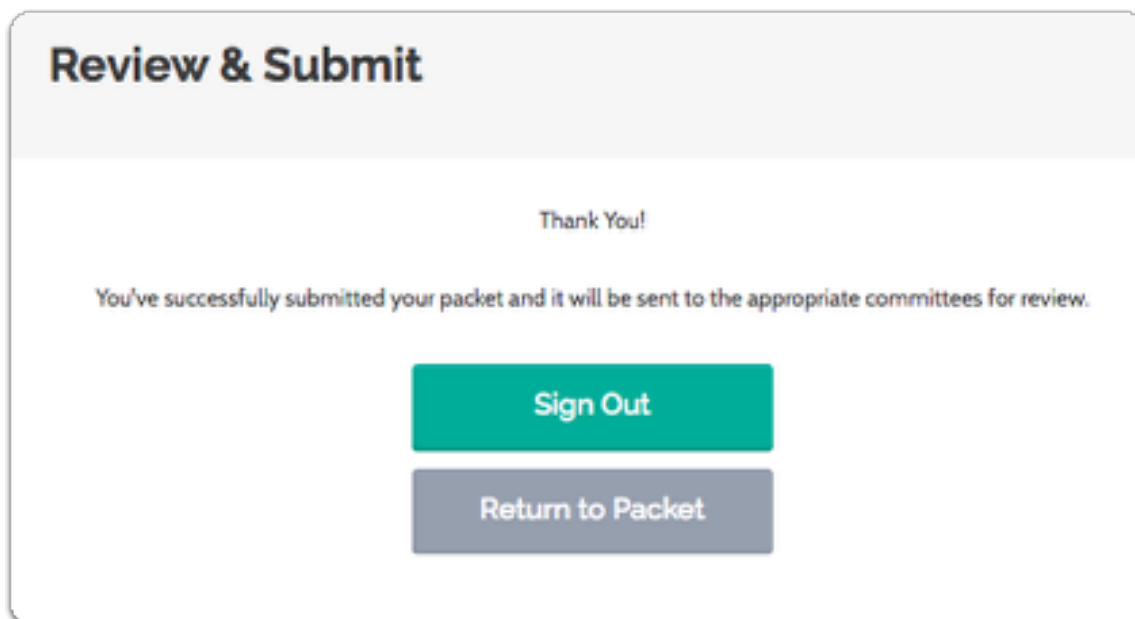 Review & Submit
Thank You!
You've successfully submitted your packet and it will be sent to the appropriate committees for review.
Sign Out
Return to Packet